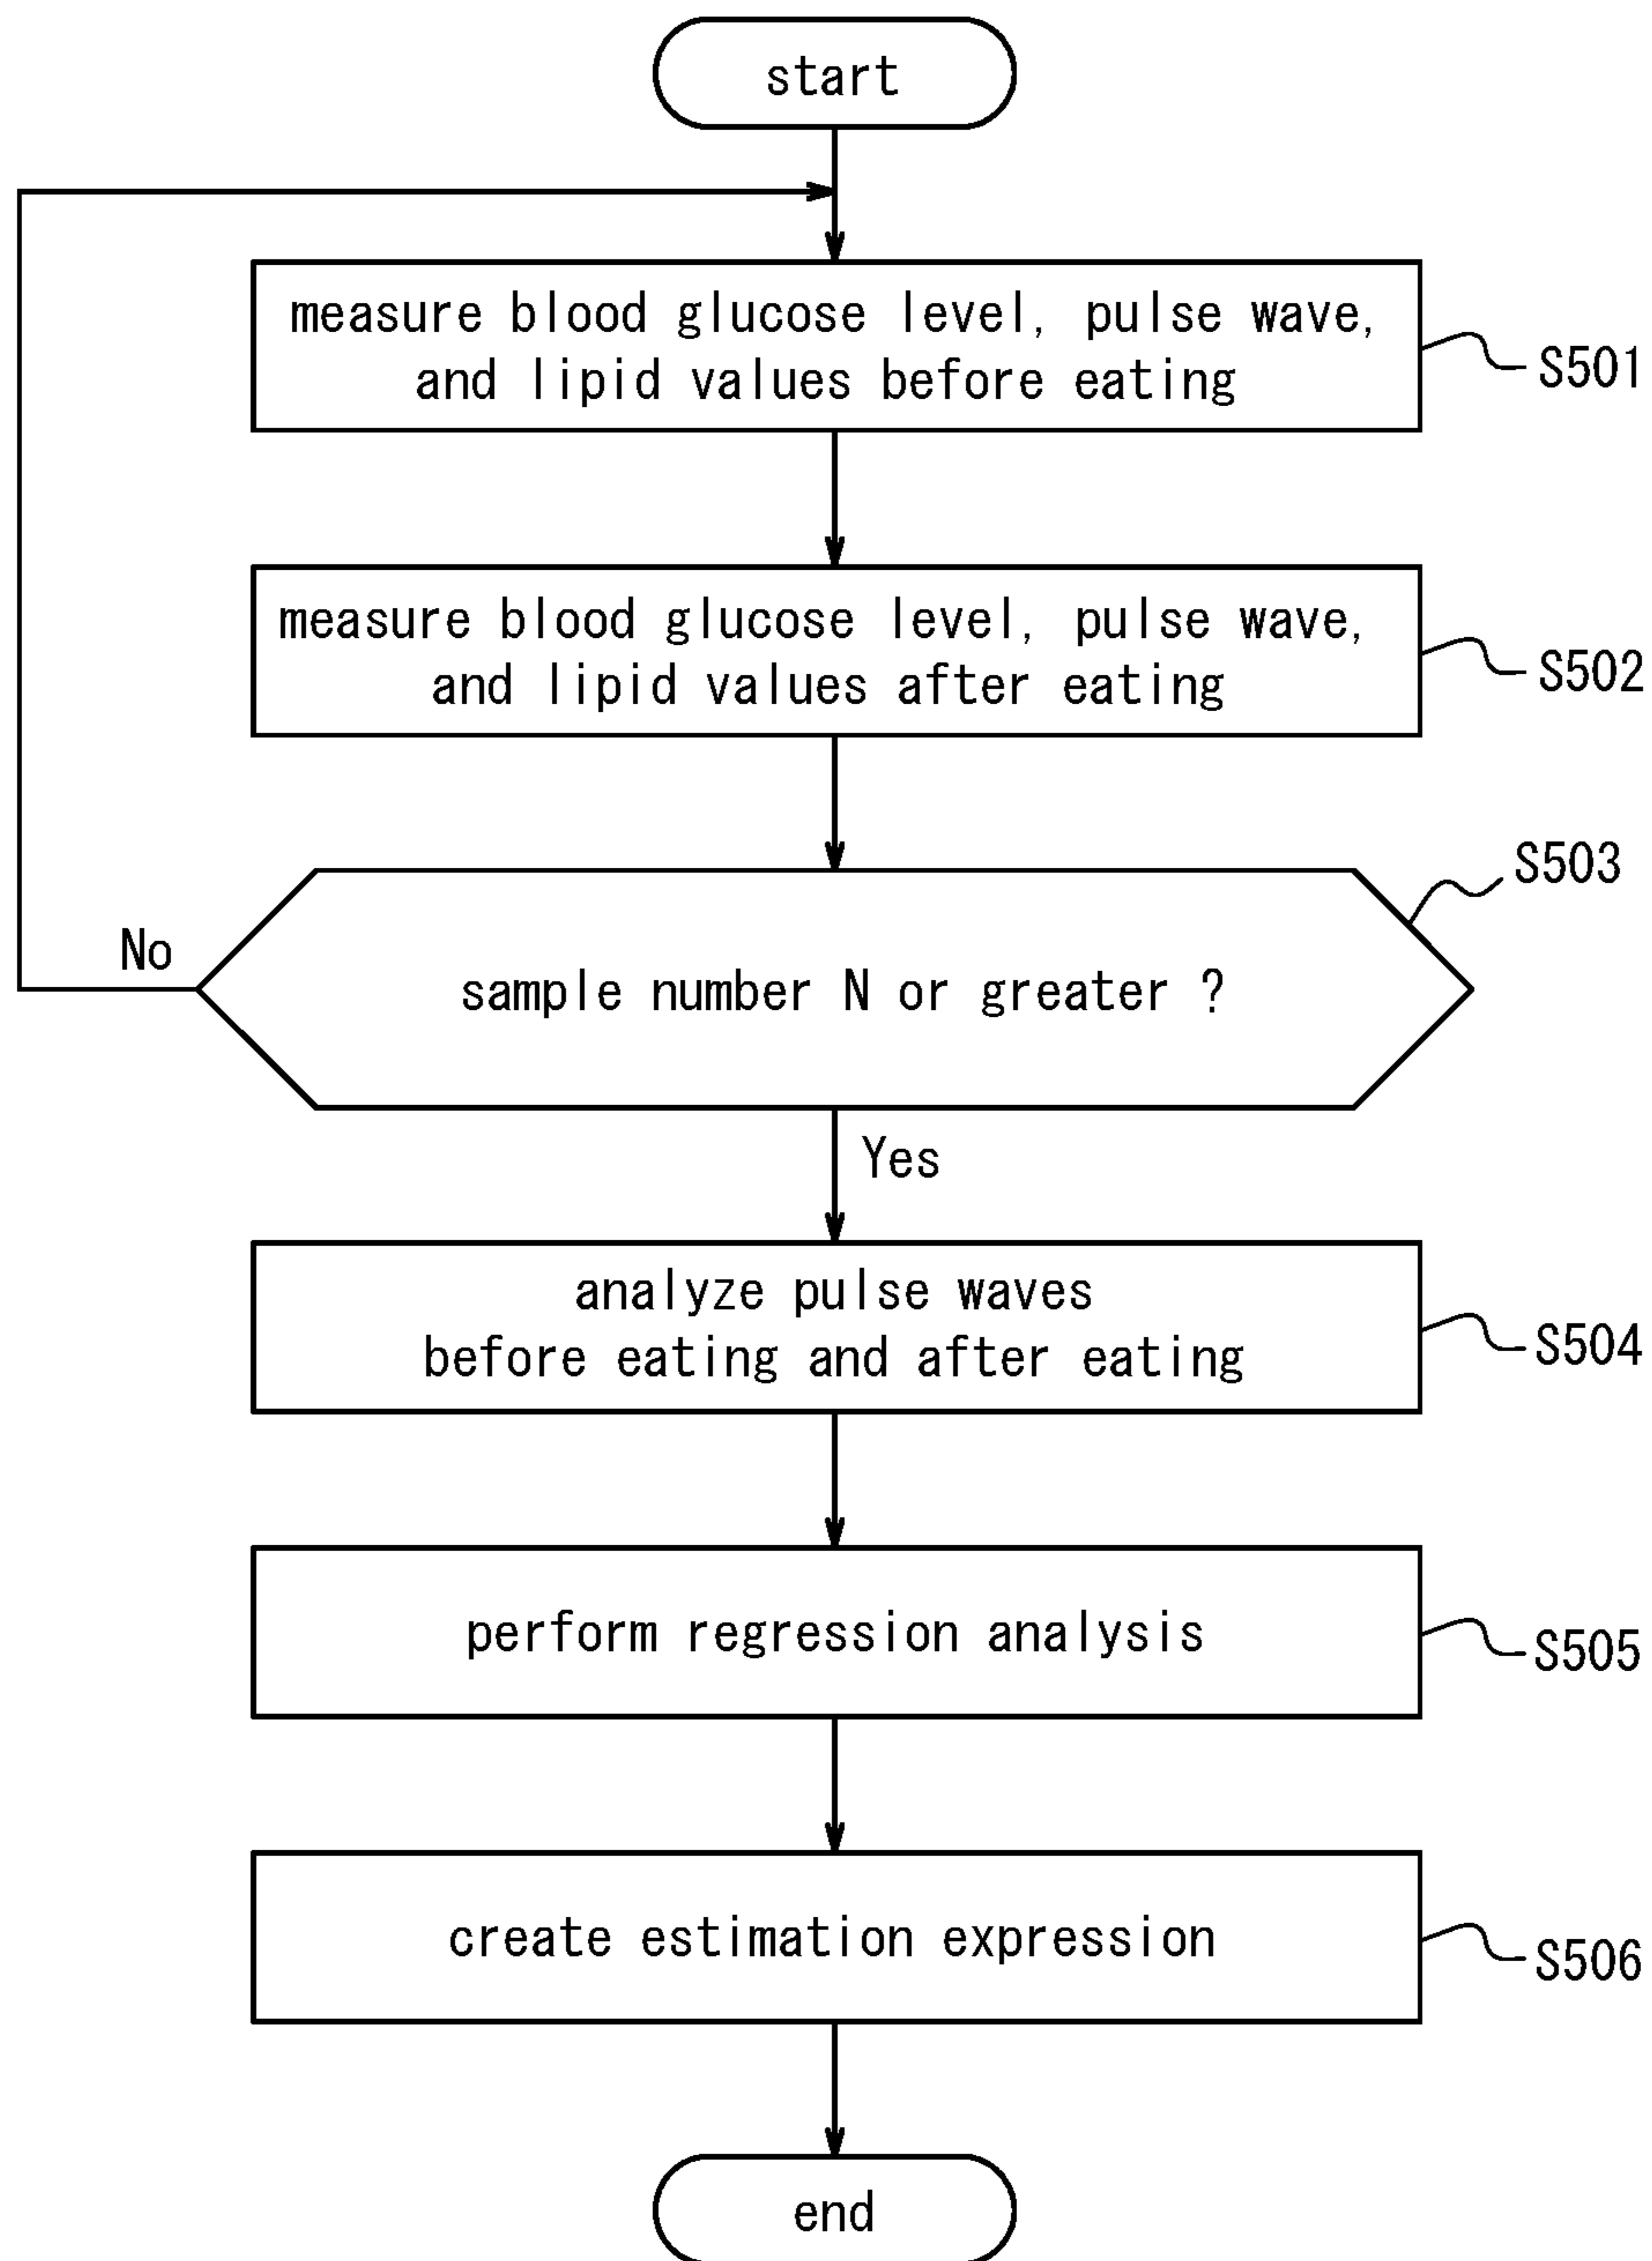 start
measure blood glucose level, pulse wave,
and lipid values before eating
S501
measure blood glucose level, pulse wave,
and lipid values after eating
S502
S503
No
sample number N or greater ?
Yes
analyze pulse waves
before eating and after eating
S504
perform regression analysis
S505
create estimation expression
S506
end